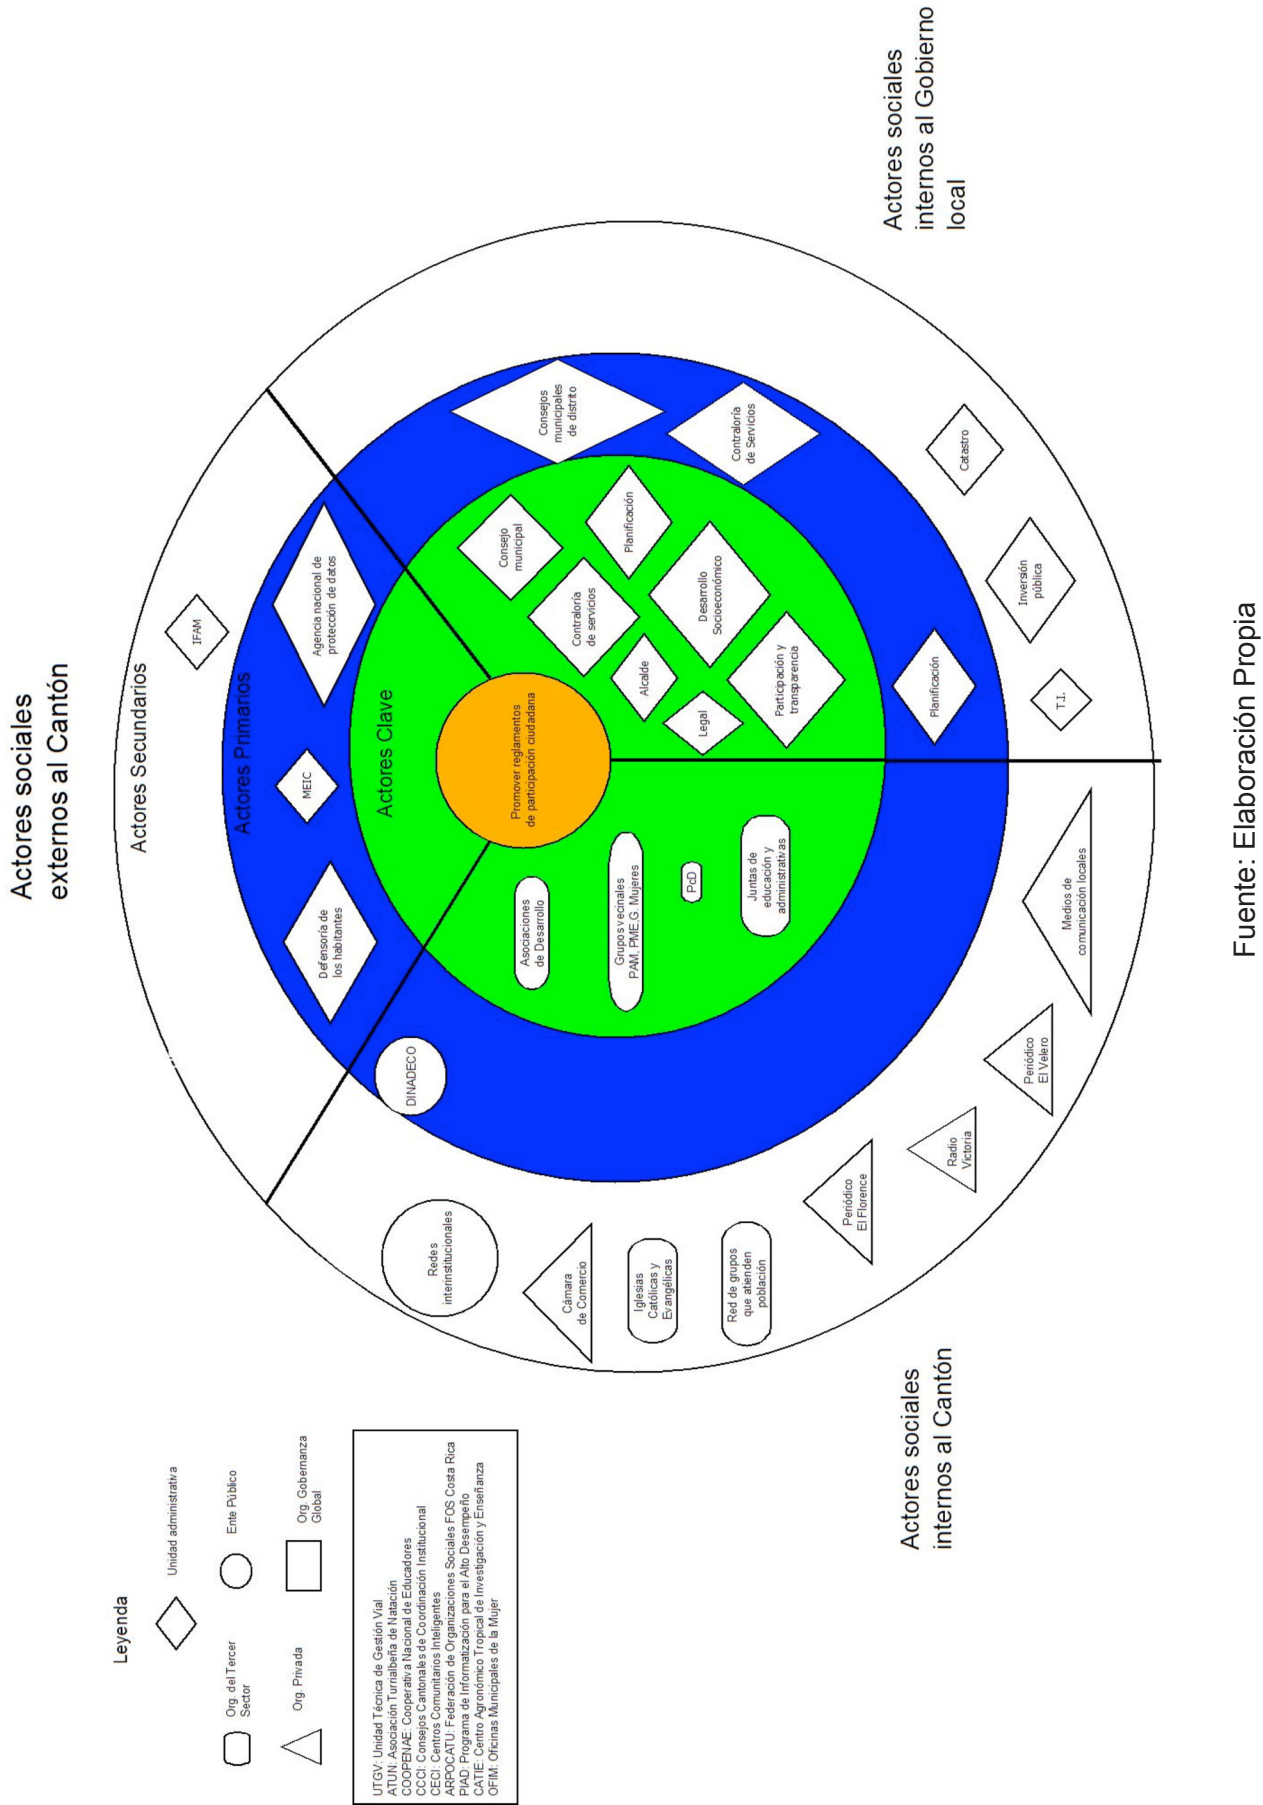 Actores sociales
externos al Cantón
Actores Secundarios
IFAM
Actores Primarios
Defensoría de
los habitantes
MEIC
Agencia nacional de
protección de datos
Actores Clave
Promover reglamentos
de participación ciudadana
Actores sociales
internos al Gobierno
local
Consejos
municipales
de distrito
Contraloría
de Servicios
Planificación
Consejo
municipal
Contraloría
de servicios
Planificación
Alcalde
Desarrollo
Socioeconómico
Legal
Participación y
transparencia
Catastro
Inversión
pública
T.I.
Actores sociales
internos al Cantón
DINADECO
Asociaciones
de Desarrollo
Grupos vecinales
PAM, PME,G. Mujeres
PcD
Juntas de
educación y
administrativas
Redes
interinstitucionales
Cámara
de Comercio
Iglesias
Católicas y
Evangélicas
Red de grupos
que atienden
población
Periódico
El Florence
Radio
Victoria
Periódico
El Velero
Medios de
comunicación locales
Leyenda
Unidad administrativa
Org. del Tercer
Sector
Ente Público
Org. Privada
Org. Gobernanza
Global
UTGV: Unidad Técnica de Gestión Vial
ATUN: Asociación Turrialbeña de Natación
COOPENAE: Cooperativa Nacional de Educadores
CCCI: Consejos Cantonales de Coordinación Institucional
CECI: Centros Comunitarios Inteligentes
ARPOCATU: Federación de Organizaciones Sociales FOS Costa Rica
PIAD: Programa de Informatización para el Alto Desempeño
CATIE: Centro Agronómico Tropical de Investigación y Enseñanza
OFIM: Oficinas Municipales de la Mujer
Fuente: Elaboración Propia